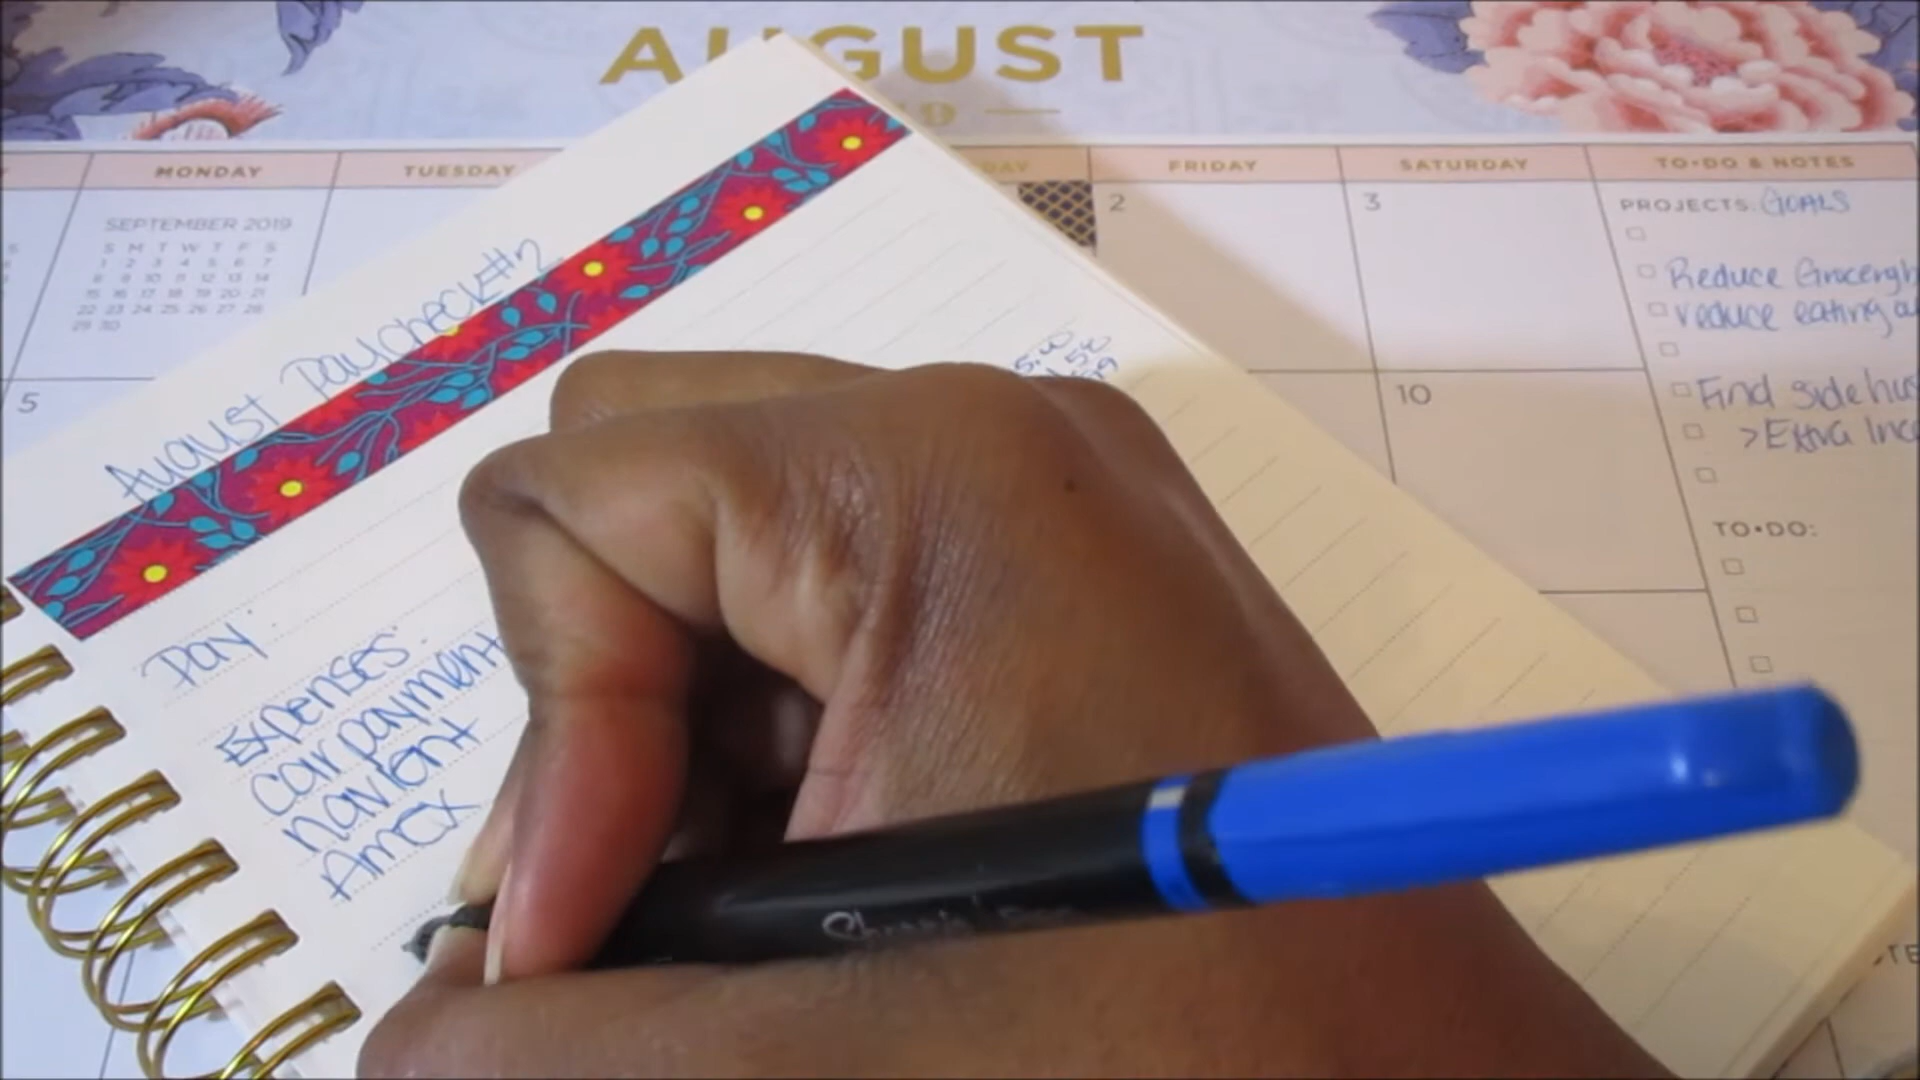 AUGUST
MONDAY
TUESDAY
FRIDAY
SATURDAY
TO•DO & NOTES
SEPTEMBER 2019
S M T W T F S
1 2 3 4 5 6 7
8 9 10 11 12 13 14
15 16 17 18 19 20 21
22 23 24 25 26 27 28
29 30
2
3
5
10
PROJECTS: GOALS
Reduce
reduce eating
Find side
>Extra
TO•DO:
August Paycheck #2
Pay
Expenses:
car payment
navient
Amex